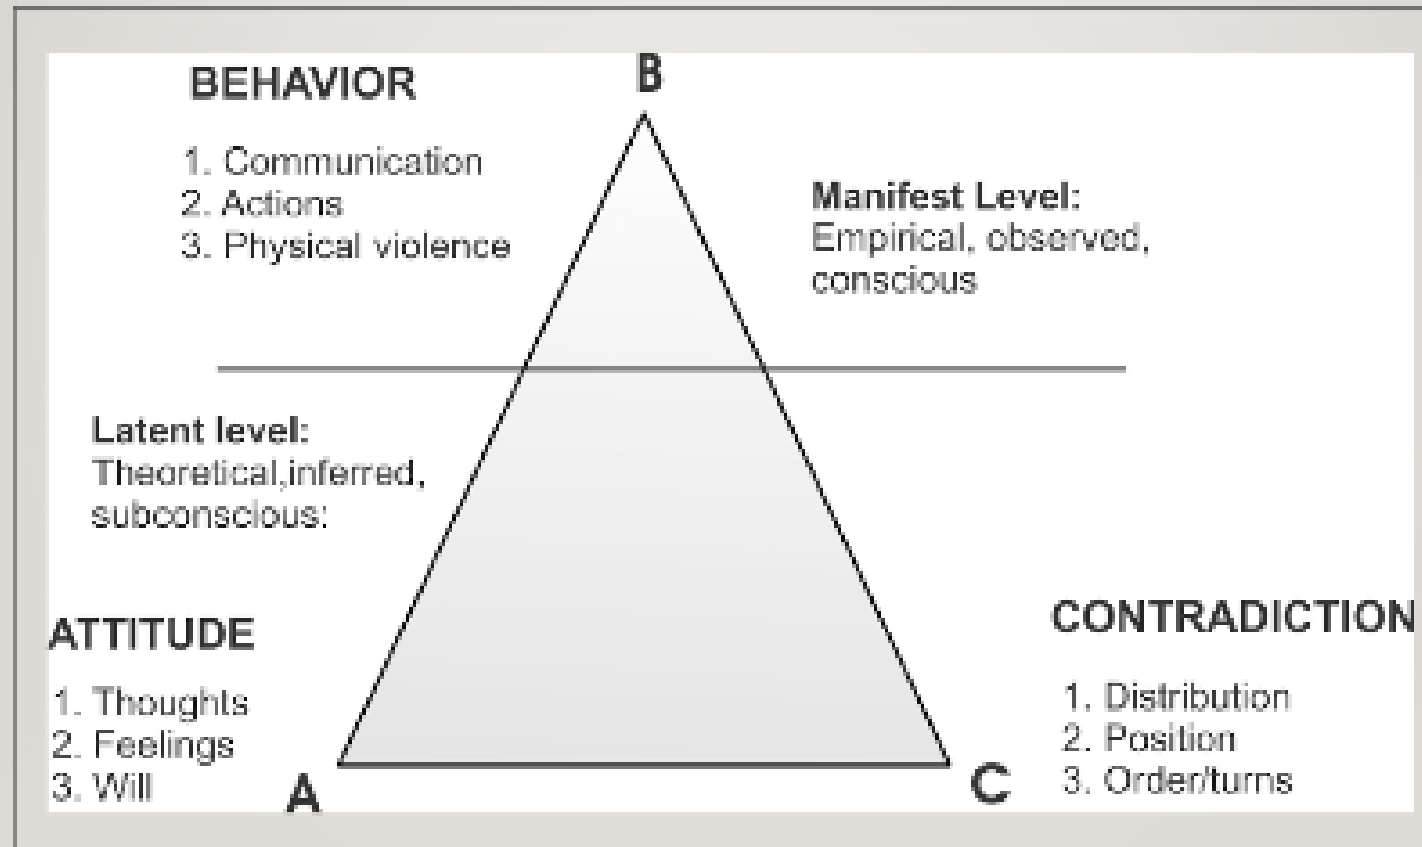 B
BEHAVIOR
1. Communication
2. Actions
3. Physical violence
Manifest Level:
Empirical, observed,
conscious
Latent level:
Theoretical,inferred,
subconscious:
ATTITUDE
1. Thoughts
2. Feelings
3. Will
A
CONTRADICTION
1. Distribution
2. Position
3. Order/turns
C